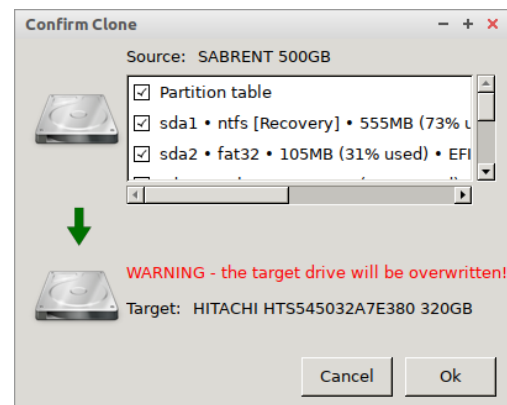 Confirm Clone
Source: SABRENT 500GB
Partition table
sda1 • ntfs [Recovery] • 555MB (73% u
sda2 • fat32 • 105MB (31% used) • EFI
WARNING - the target drive will be overwritten!
Target: HITACHI HTS545032A7E380 320GB
Cancel Ok